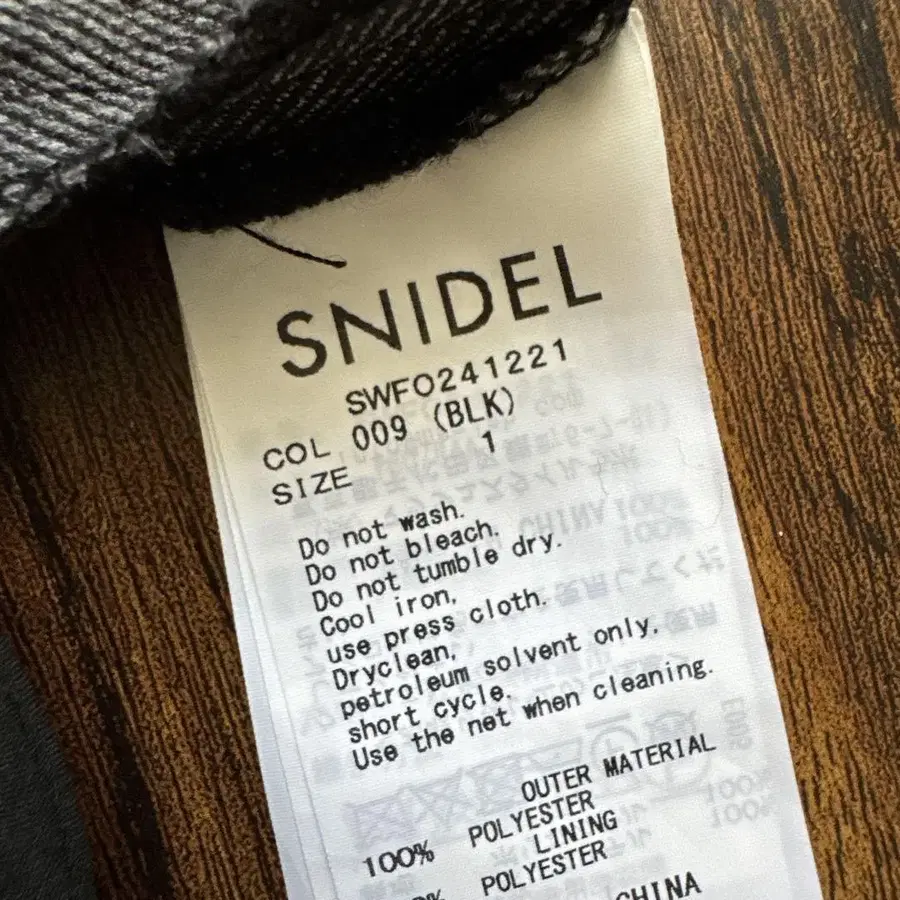 SNIDEL
SWFO241221
COL 009 (BLK)
SIZE 1
Do not wash.
Do not bleach.
Do not tumble dry.
Cool iron,
use press cloth.
Dryclean,
petroleum solvent only,
short cycle.
Use the net when cleaning.
OUTER MATERIAL
100% POLYESTER
LINING
% POLYESTER
CHINA